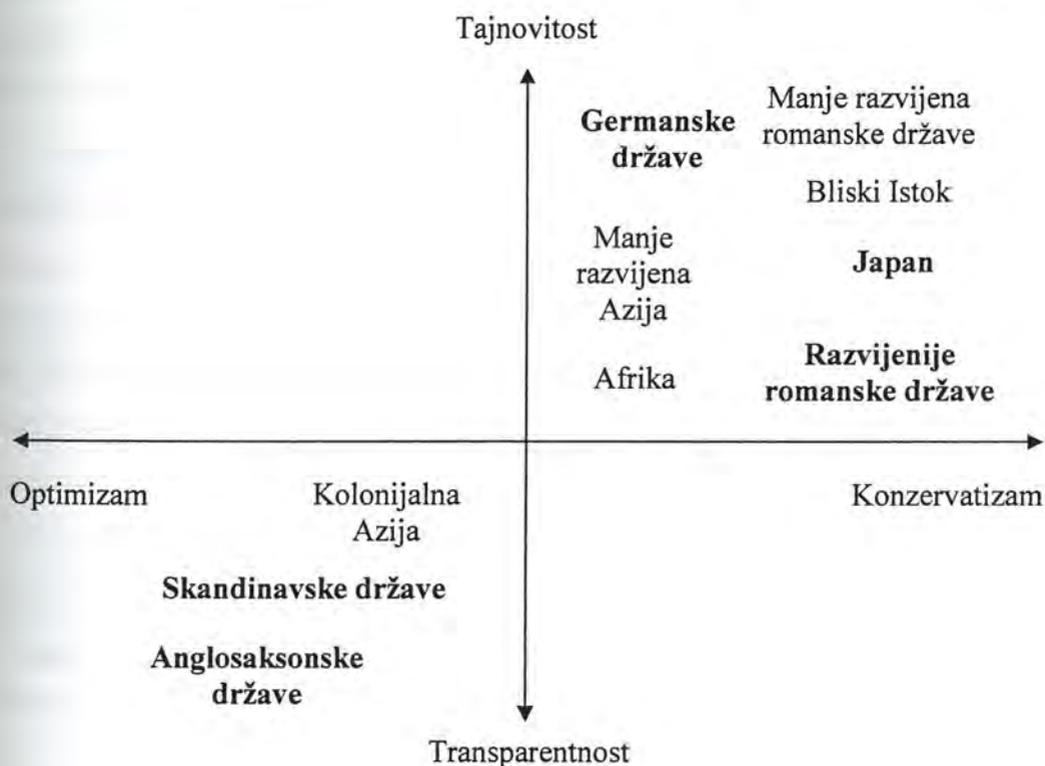 Tajnovitost
Germanske
države
Manje razvijena
romanske države
Bliski Istok
Manje
razvijena
Azija
Japan
Afrika
Razvijenije
romanske države
Optimizam
Kolonijalna
Azija
Konzervatizam
Skandinavske države
Anglosaksonske
države
Transparentnost